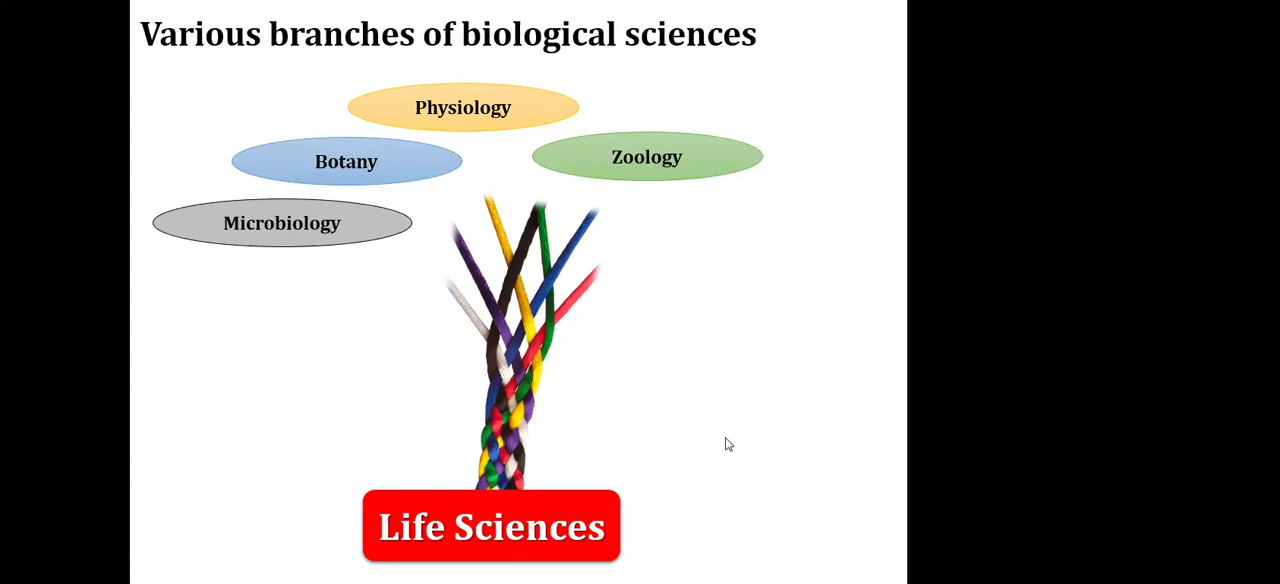 Various branches of biological sciences
Physiology
Botany
Zoology
Microbiology
Life Sciences